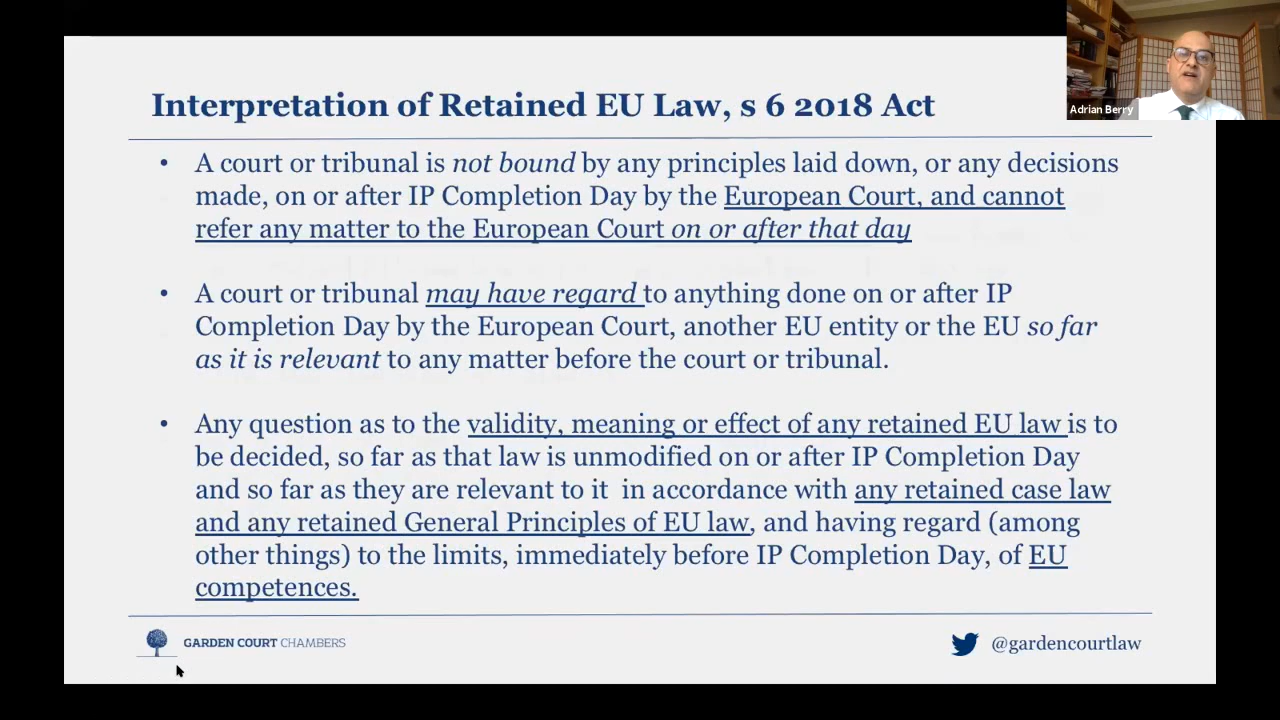 Interpretation of Retained EU Law, s 6 2018 Act
Adrian Berry
• A court or tribunal is not bound by any principles laid down, or any decisions
made, on or after IP Completion Day by the European Court, and cannot
refer any matter to the European Court on or after that day
• A court or tribunal may have regard to anything done on or after IP
Completion Day by the European Court, another EU entity or the EU so far
as it is relevant to any matter before the court or tribunal.
• Any question as to the validity, meaning or effect of any retained EU law is to
be decided, so far as that law is unmodified on or after IP Completion Day
and so far as they are relevant to it in accordance with any retained case law
and any retained General Principles of EU law, and having regard (among
other things) to the limits, immediately before IP Completion Day, of EU
competences.
GARDEN COURT CHAMBERS
@gardencourtlaw